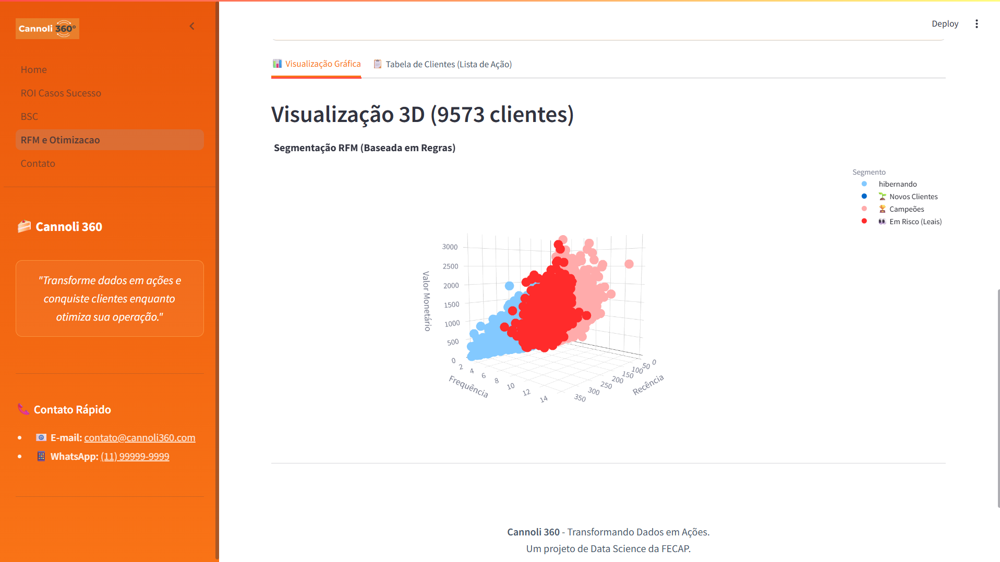 Cannoli 360°
Home
ROI Casos Sucesso
BSC
RFM e Otimizacao
Contato
Cannoli 360
"Transforme dados em ações e
conquiste clientes enquanto
otimiza sua operação."
Contato Rápido
E-mail: contato@cannoli360.com
WhatsApp: (11) 99999-9999
Deploy
Visualização Gráfica
Tabela de Clientes (Lista de Ação)
Visualização 3D (9573 clientes)
Segmentação RFM (Baseada em Regras)
Segmento
hibernando
Novos Clientes
Campeões
Em Risco (Leais)
Valor Monetário
3000
2500
2000
1500
1000
500
0
2
4
6
8
10
12
14
Frequência
350
300
250
200
150
100
50
0
Recência
Cannoli 360 - Transformando Dados em Ações.
Um projeto de Data Science da FECAP.